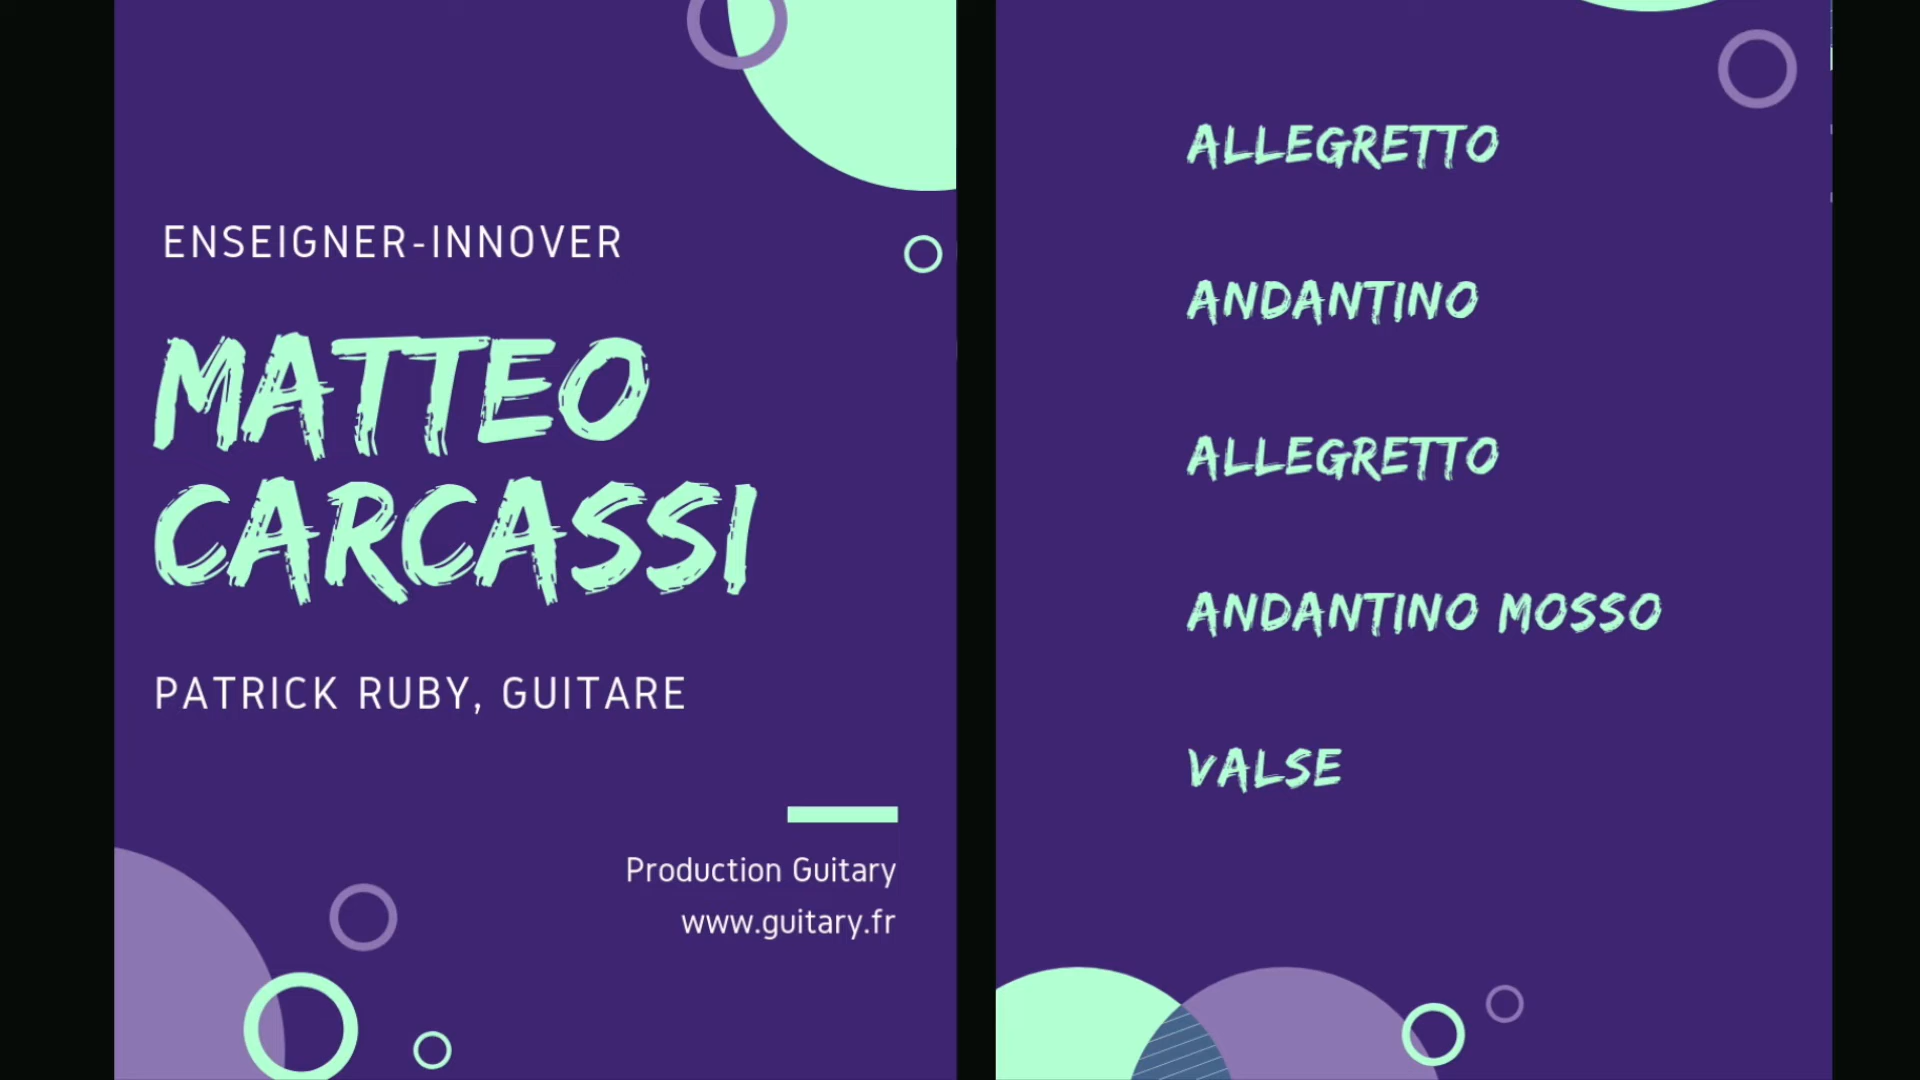 ENSEIGNER-INNOVER
MATTEO
CARCASSI
PATRICK RUBY, GUITARE
Production Guitary
www.guitary.fr
ALLEGRETTO
ANDANTINO
ALLEGRETTO
ANDANTINO MOSSO
VALSE